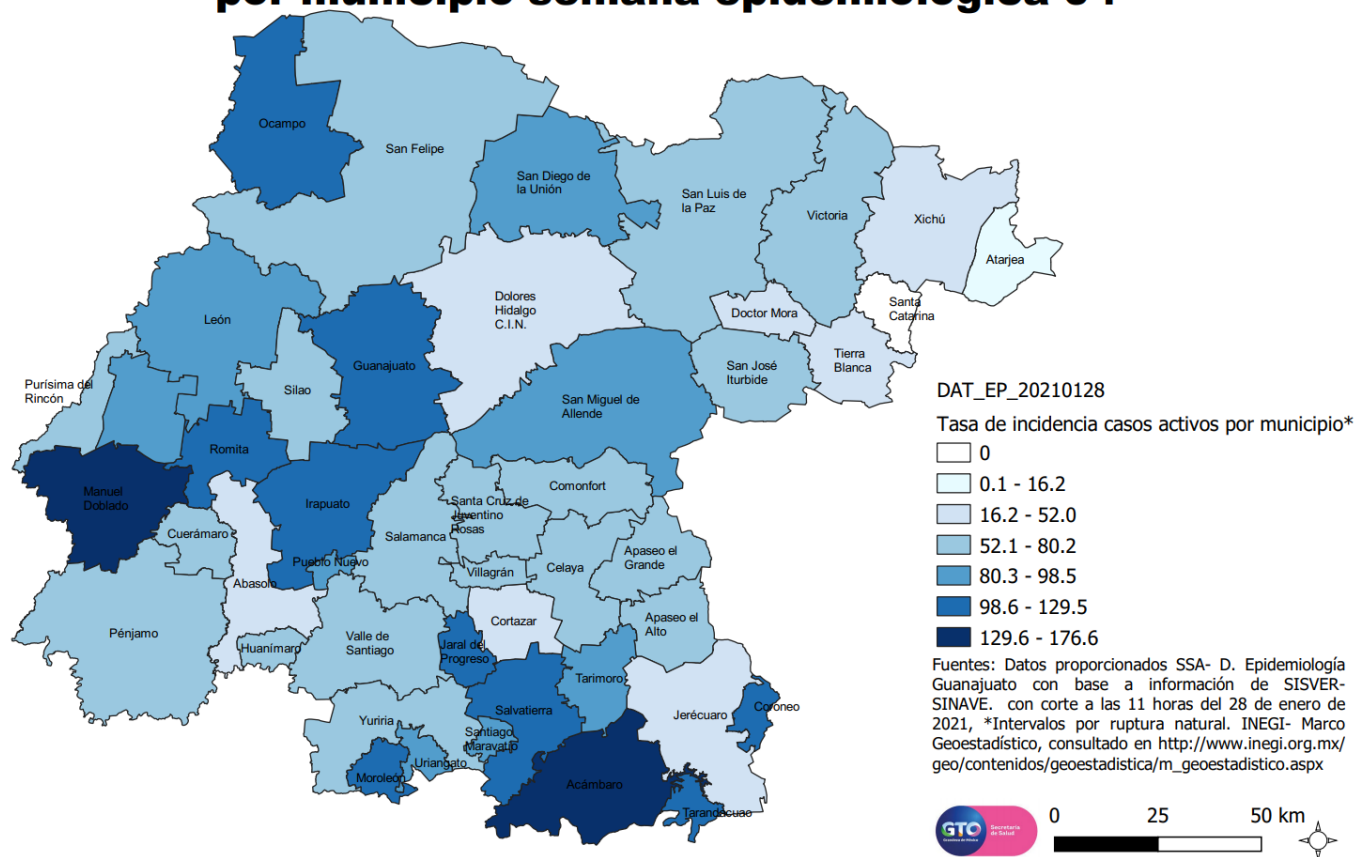 por municipio semana epidemiológica 04
Ocampo
San Felipe
San Diego de
la Unión
San Luis de
la Paz
Victoria
Xichú
Atarjea
Santa
Catarina
Dolores
Hidalgo
C.I.N.
Doctor Mora
Tierra
Blanca
León
Guanajuato
Silao
San José
Iturbide
Purísima del
Rincón
San Miguel de
Allende
Romita
Manuel
Doblado
Irapuato
Comonfort
Santa Cruz de
Juventino
Rosas
Cuerámaro
Salamanca
Apaseo el
Grande
Pueblo Nuevo
Villagrán
Celaya
Abasolo
Cortazar
Apaseo el
Alto
Pénjamo
Huanímaro
Valle de
Santiago
Jaral del
Progreso
Tarimoro
Salvatierra
Jerécuaro
Coroneo
Yuriria
Santiago
Maravatío
Uriangato
Moroleón
Acámbaro
Tarandacuao
DAT_EP_20210128
Tasa de incidencia casos activos por municipio*
0
0.1 - 16.2
16.2 - 52.0
52.1 - 80.2
80.3 - 98.5
98.6 - 129.5
129.6 - 176.6
Fuentes: Datos proporcionados SSA- D. Epidemiología
Guanajuato con base a información de SISVER-
SINAVE. con corte a las 11 horas del 28 de enero de
2021, *Intervalos por ruptura natural. INEGI- Marco
Geoestadístico, consultado en http://www.inegi.org.mx/
geo/contenidos/geoestadistica/m_geoestadistico.aspx
GTO
Secretaría
de Salud
0 25 50 km